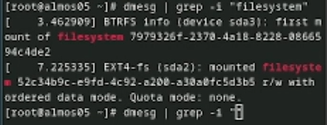 [root@almos05 ~]# dmesg | grep -i "filesystem"
[    3.462909] BTRFS info (device sda3): first m
ount of filesystem 7979326f-2370-4a18-8228-08665
94c4de2
[    7.225335] EXT4-fs (sda2): mounted filesyste
m 52c34b9c-e9fd-4c92-a200-a30a0fc5d3b5 r/w with
ordered data mode. Quota mode: none.
[root@almos05 ~]# dmesg | grep -i "